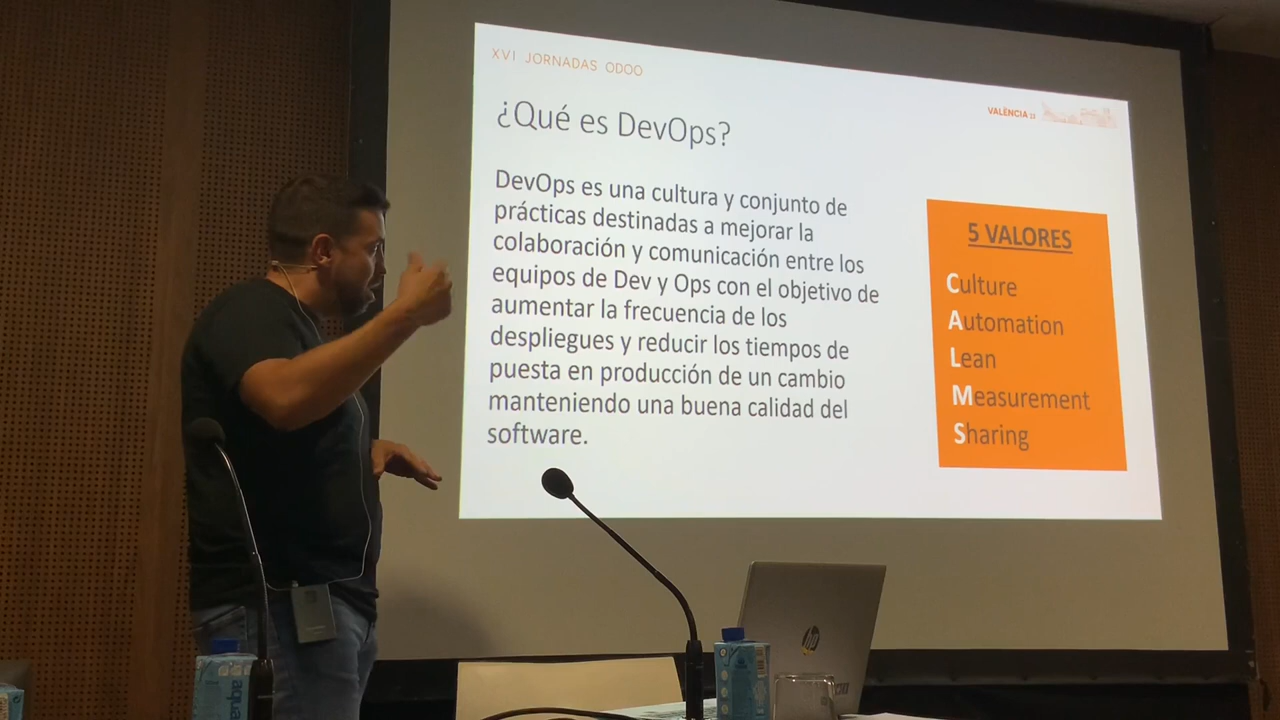 XVI JORNADAS ODOO
VALÈNCIA 22
¿Qué es DevOps?
DevOps es una cultura y conjunto de
prácticas destinadas a mejorar la
colaboración y comunicación entre los
equipos de Dev y Ops con el objetivo de
aumentar la frecuencia de los
despliegues y reducir los tiempos de
puesta en producción de un cambio
manteniendo una buena calidad del
software.
5 VALORES
Culture
Automation
Lean
Measurement
Sharing
hp